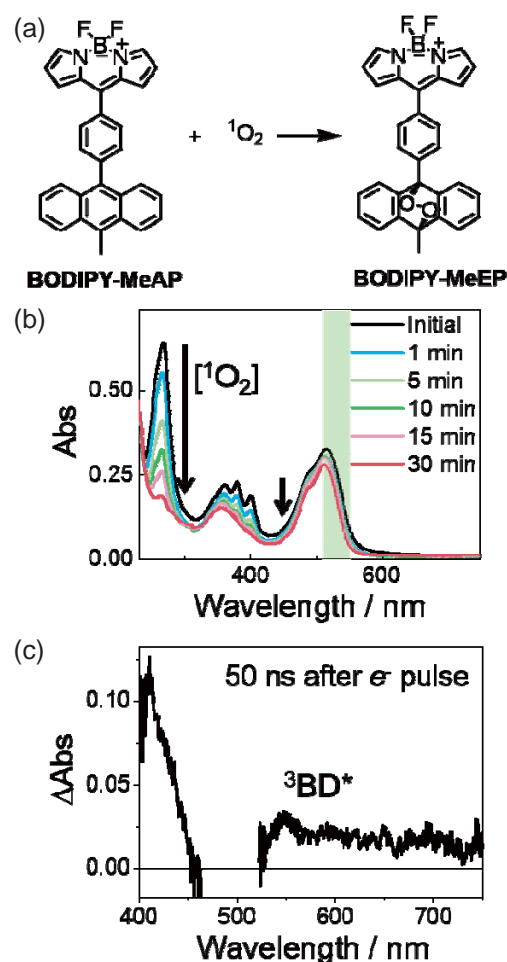 (a)
F F
B
N N
+
+ ¹O₂
O
O
BODIPY-MeAP
BODIPY-MeEP
(b)
Initial
1 min
5 min
10 min
15 min
30 min
[¹O₂]
0.50
0.25
0.00
Abs
400 600
Wavelength / nm
(c)
50 ns after e⁻ pulse
³BD*
0.10
0.05
0.00
ΔAbs
400 500 600 700
Wavelength / nm